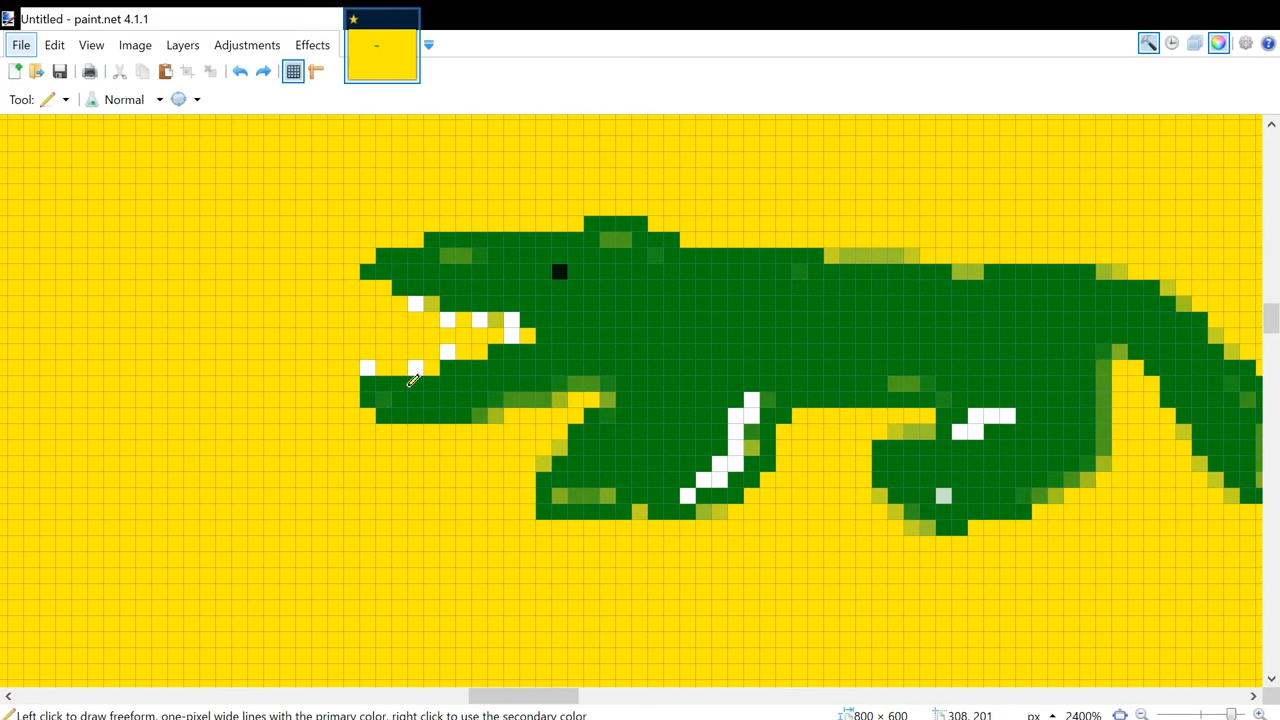 Untitled - paint.net 4.1.1
File Edit View Image Layers Adjustments Effects
Tool: Normal
Left click to draw freeform, one-pixel wide lines with the primary color, right click to use the secondary color 800 × 600 308, 201 px 2400%